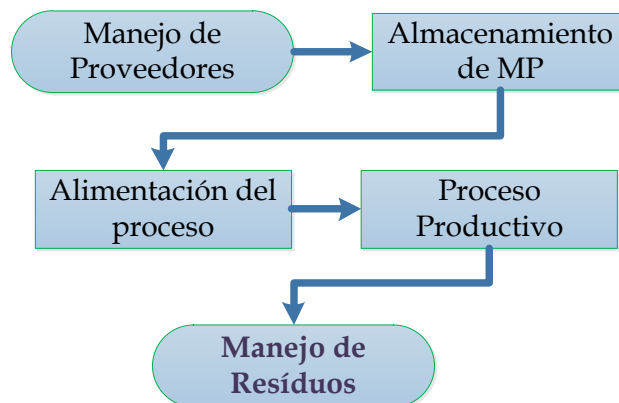 Manejo de
Proveedores
Almacenamiento
de MP
Alimentación del
proceso
Proceso
Productivo
Manejo de
Resíduos